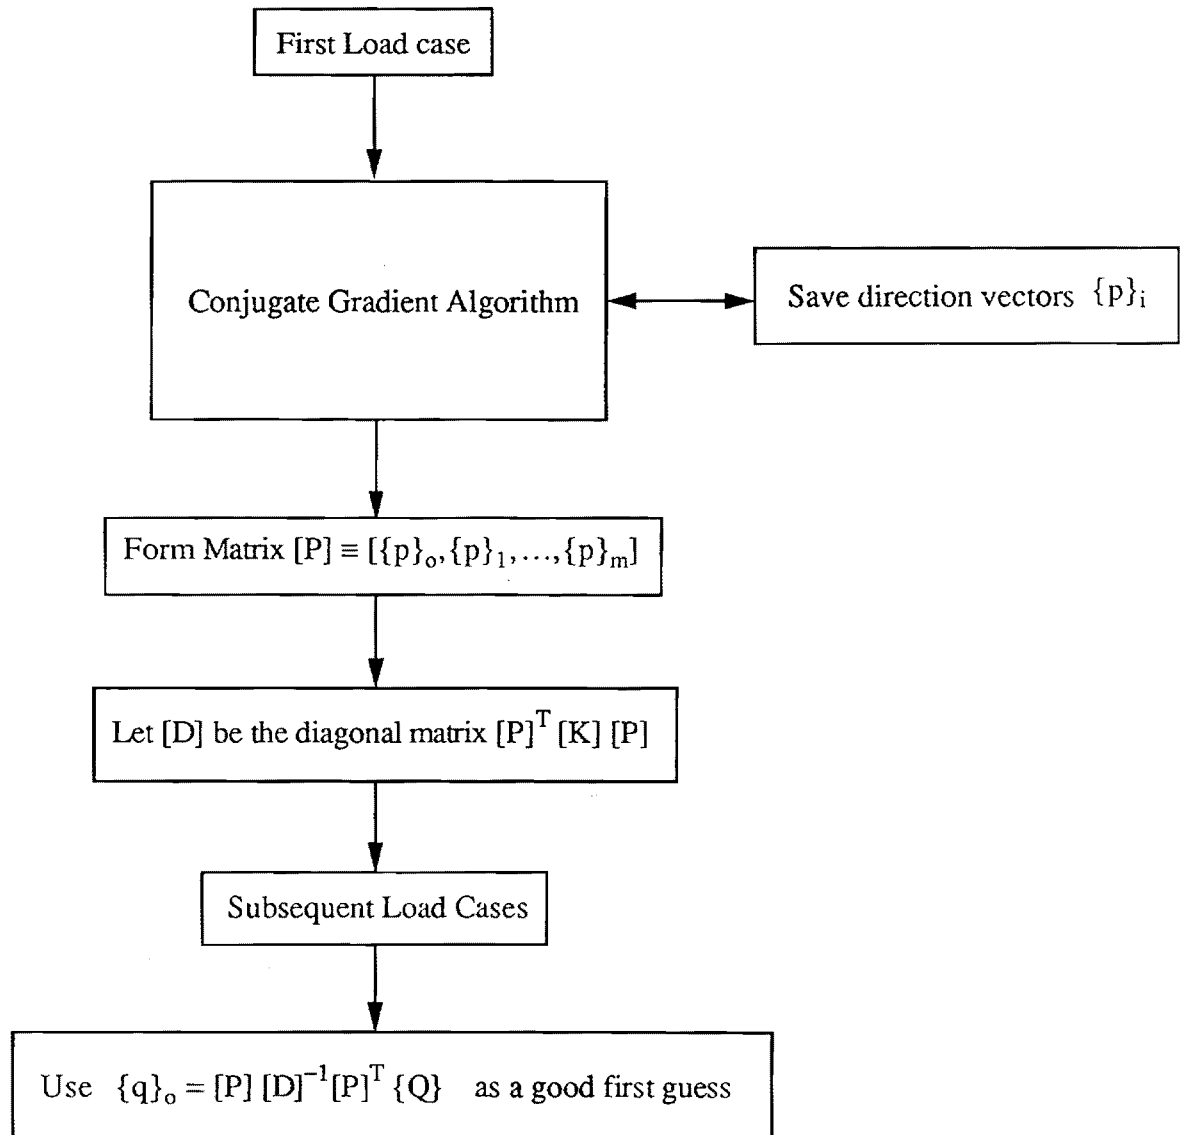 First Load case
Conjugate Gradient Algorithm
Save direction vectors {p}ᵢ
Form Matrix [P] ≡ [{p}ₒ,{p}₁,...,{p}ₘ]
Let [D] be the diagonal matrix [P]ᵀ [K] [P]
Subsequent Load Cases
Use {q}ₒ = [P] [D]⁻¹[P]ᵀ {Q} as a good first guess